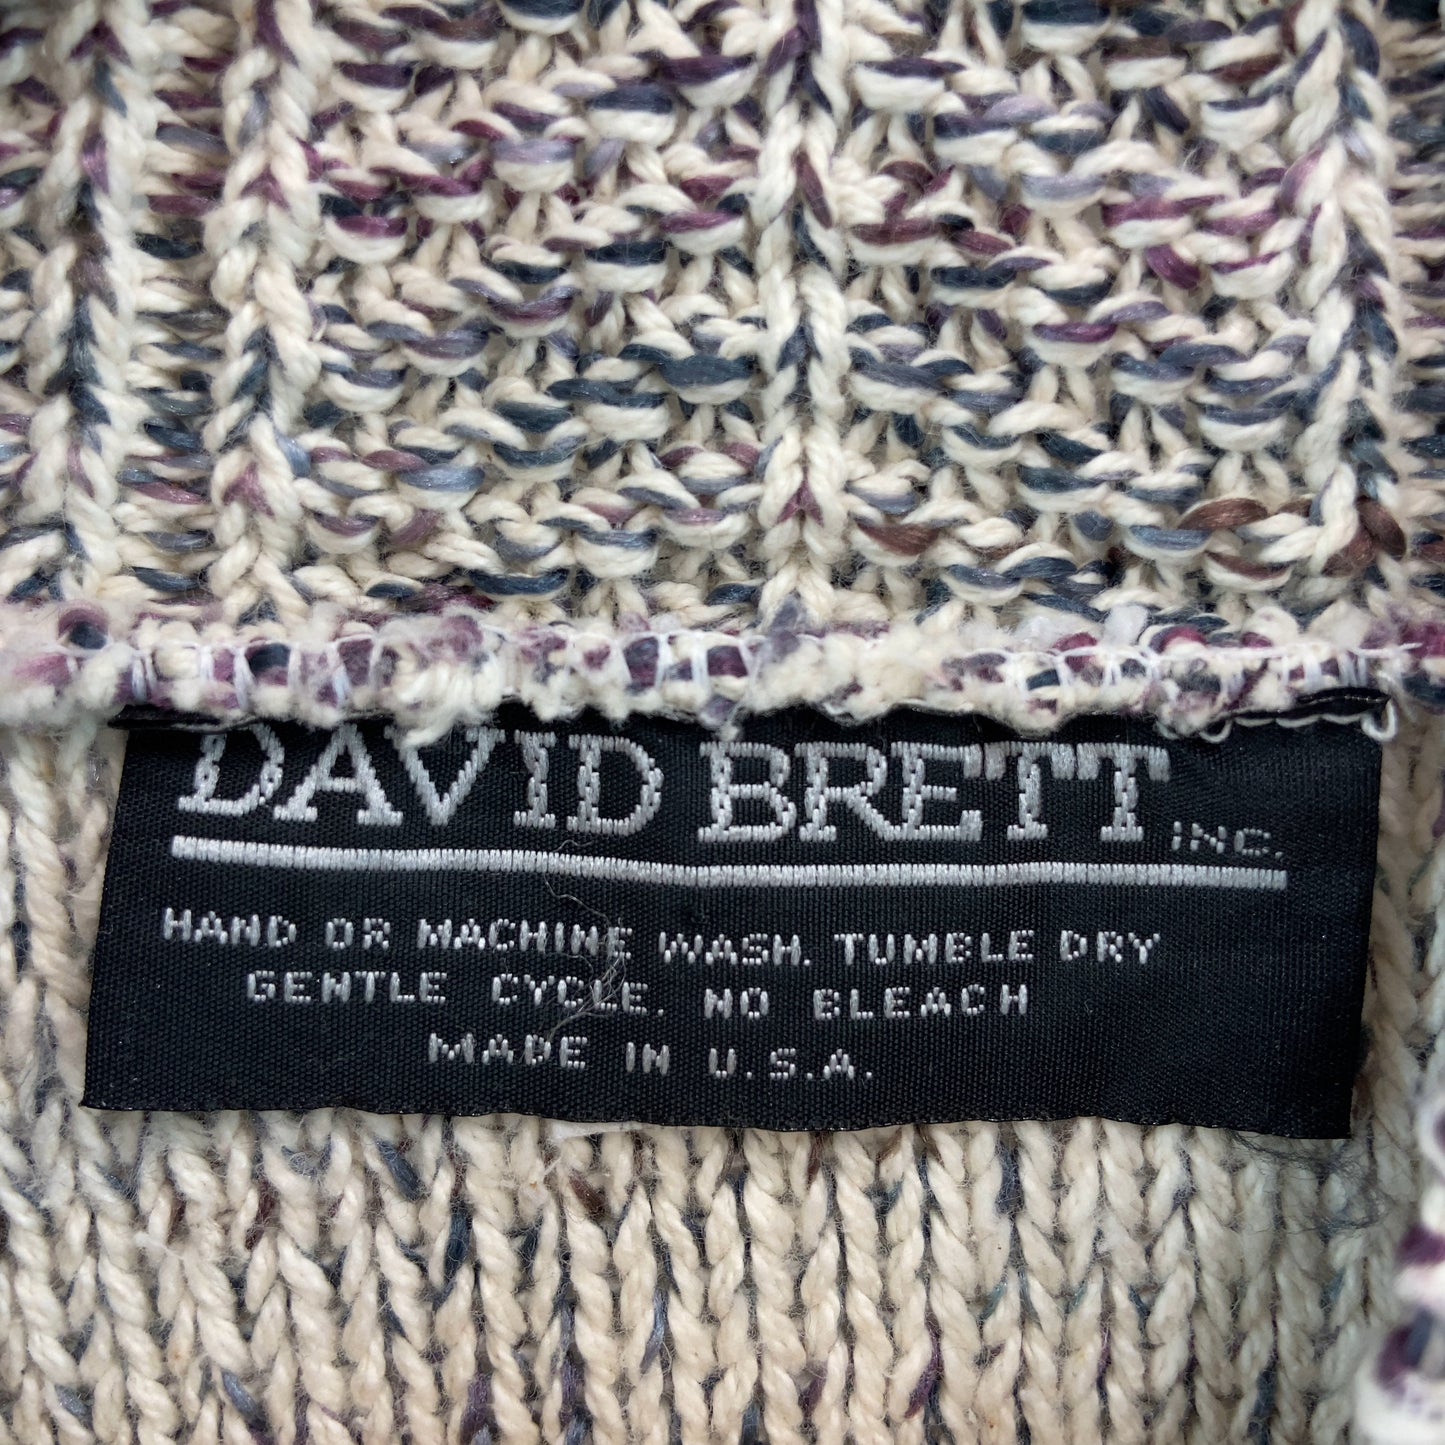 DAVID BRETT INC.
HAND OR MACHINE WASH. TUMBLE DRY
GENTLE CYCLE. NO BLEACH
MADE IN U.S.A.